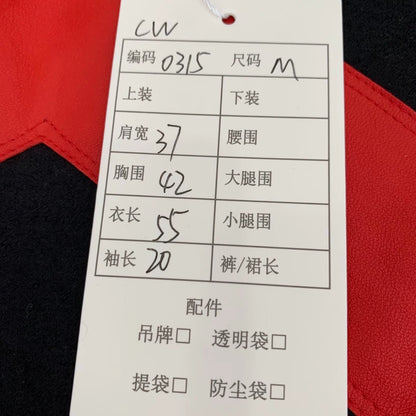 CW
编码 0315 尺码 M
上装 下装
肩宽 37 腰围
胸围 42 大腿围
衣长 55 小腿围
袖长 20 裤/裙长
配件
吊牌□ 透明袋□
提袋□ 防尘袋□